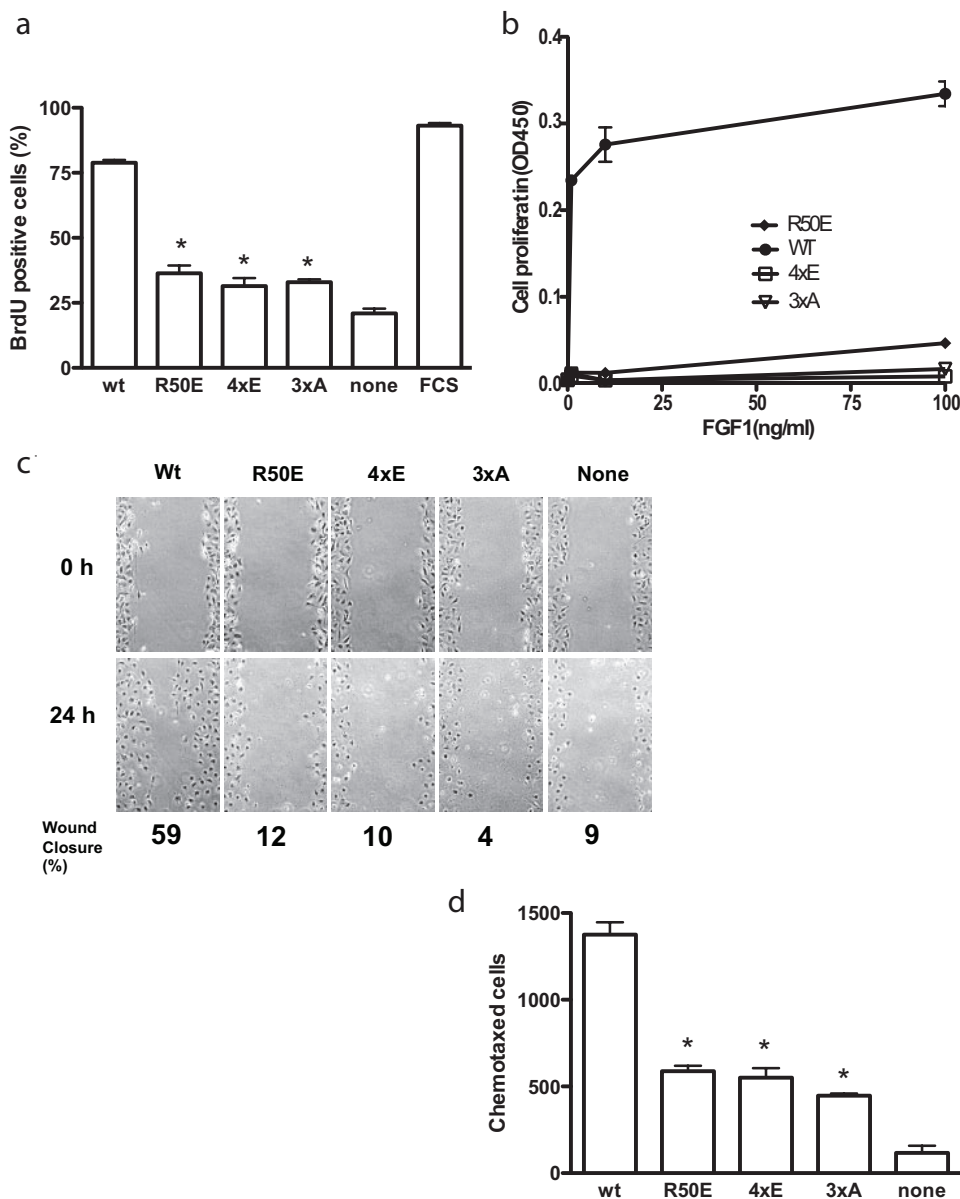 a
BrdU positive cells (%)
100
75
50
25
0
* * *
wt R50E 4xE 3xA none FCS
b
Cell proliferatin (OD450)
0.4
0.3
0.2
0.1
0.0
R50E
WT
4xE
3xA
0 25 50 75 100
FGF1(ng/ml)
c
Wt R50E 4xE 3xA None
0 h
24 h
Wound
Closure
(%)
59 12 10 4 9
d
Chemotaxed cells
1500
1000
500
0
* * *
wt R50E 4xE 3xA none